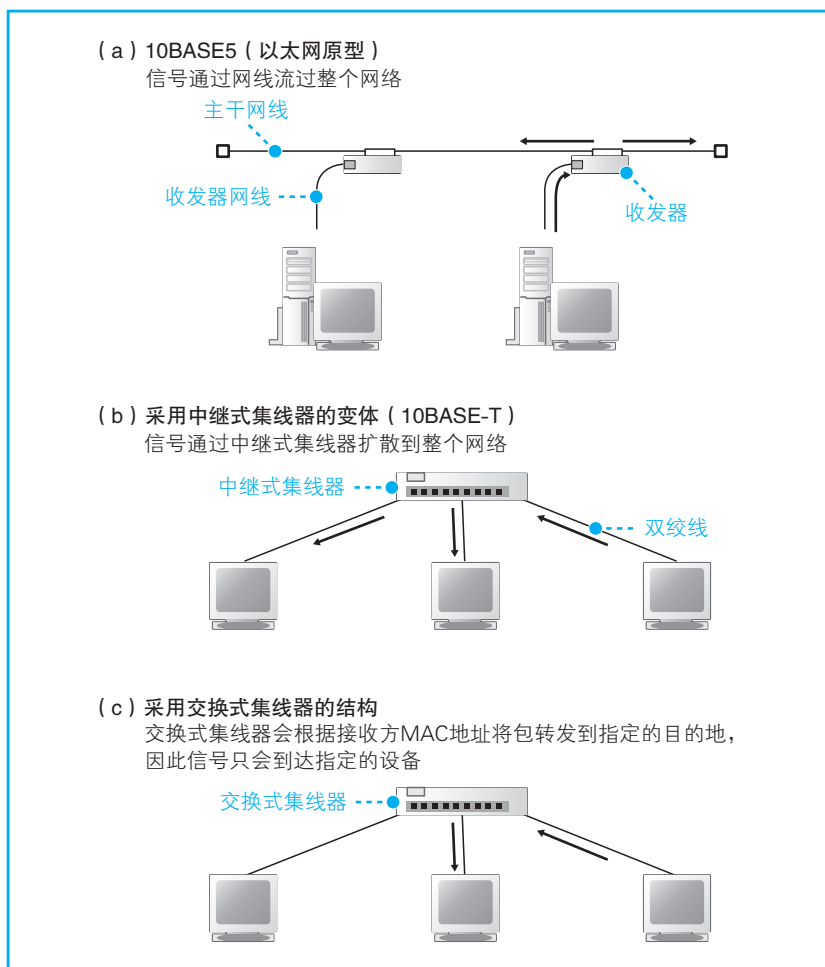 （a）10BASE5（以太网原型）
信号通过网线流过整个网络
主干网线
收发器网线
收发器
（b）采用中继式集线器的变体（10BASE-T）
信号通过中继式集线器扩散到整个网络
中继式集线器
双绞线
（c）采用交换式集线器的结构
交换式集线器会根据接收方MAC地址将包转发到指定的目的地，
因此信号只会到达指定的设备
交换式集线器